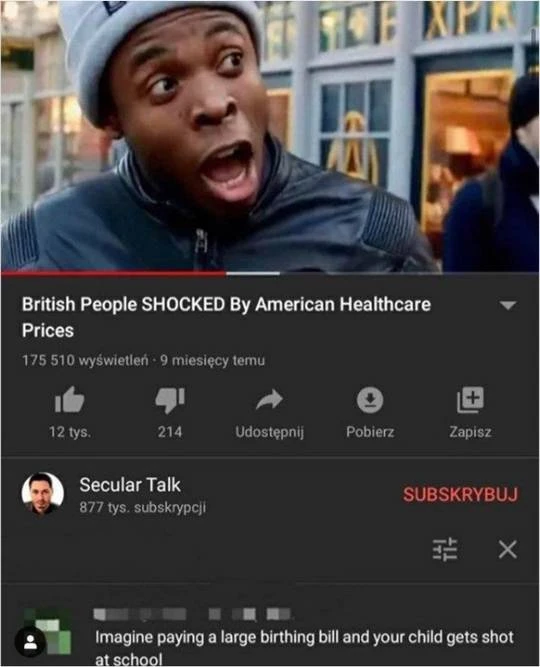 EXPR
British People SHOCKED By American Healthcare
Prices
175 510 wyświetleń · 9 miesięcy temu
12 tys.
214
Udostępnij
Pobierz
Zapisz
Secular Talk
877 tys. subskrypcji
SUBSKRYBUJ
Imagine paying a large birthing bill and your child gets shot
at school